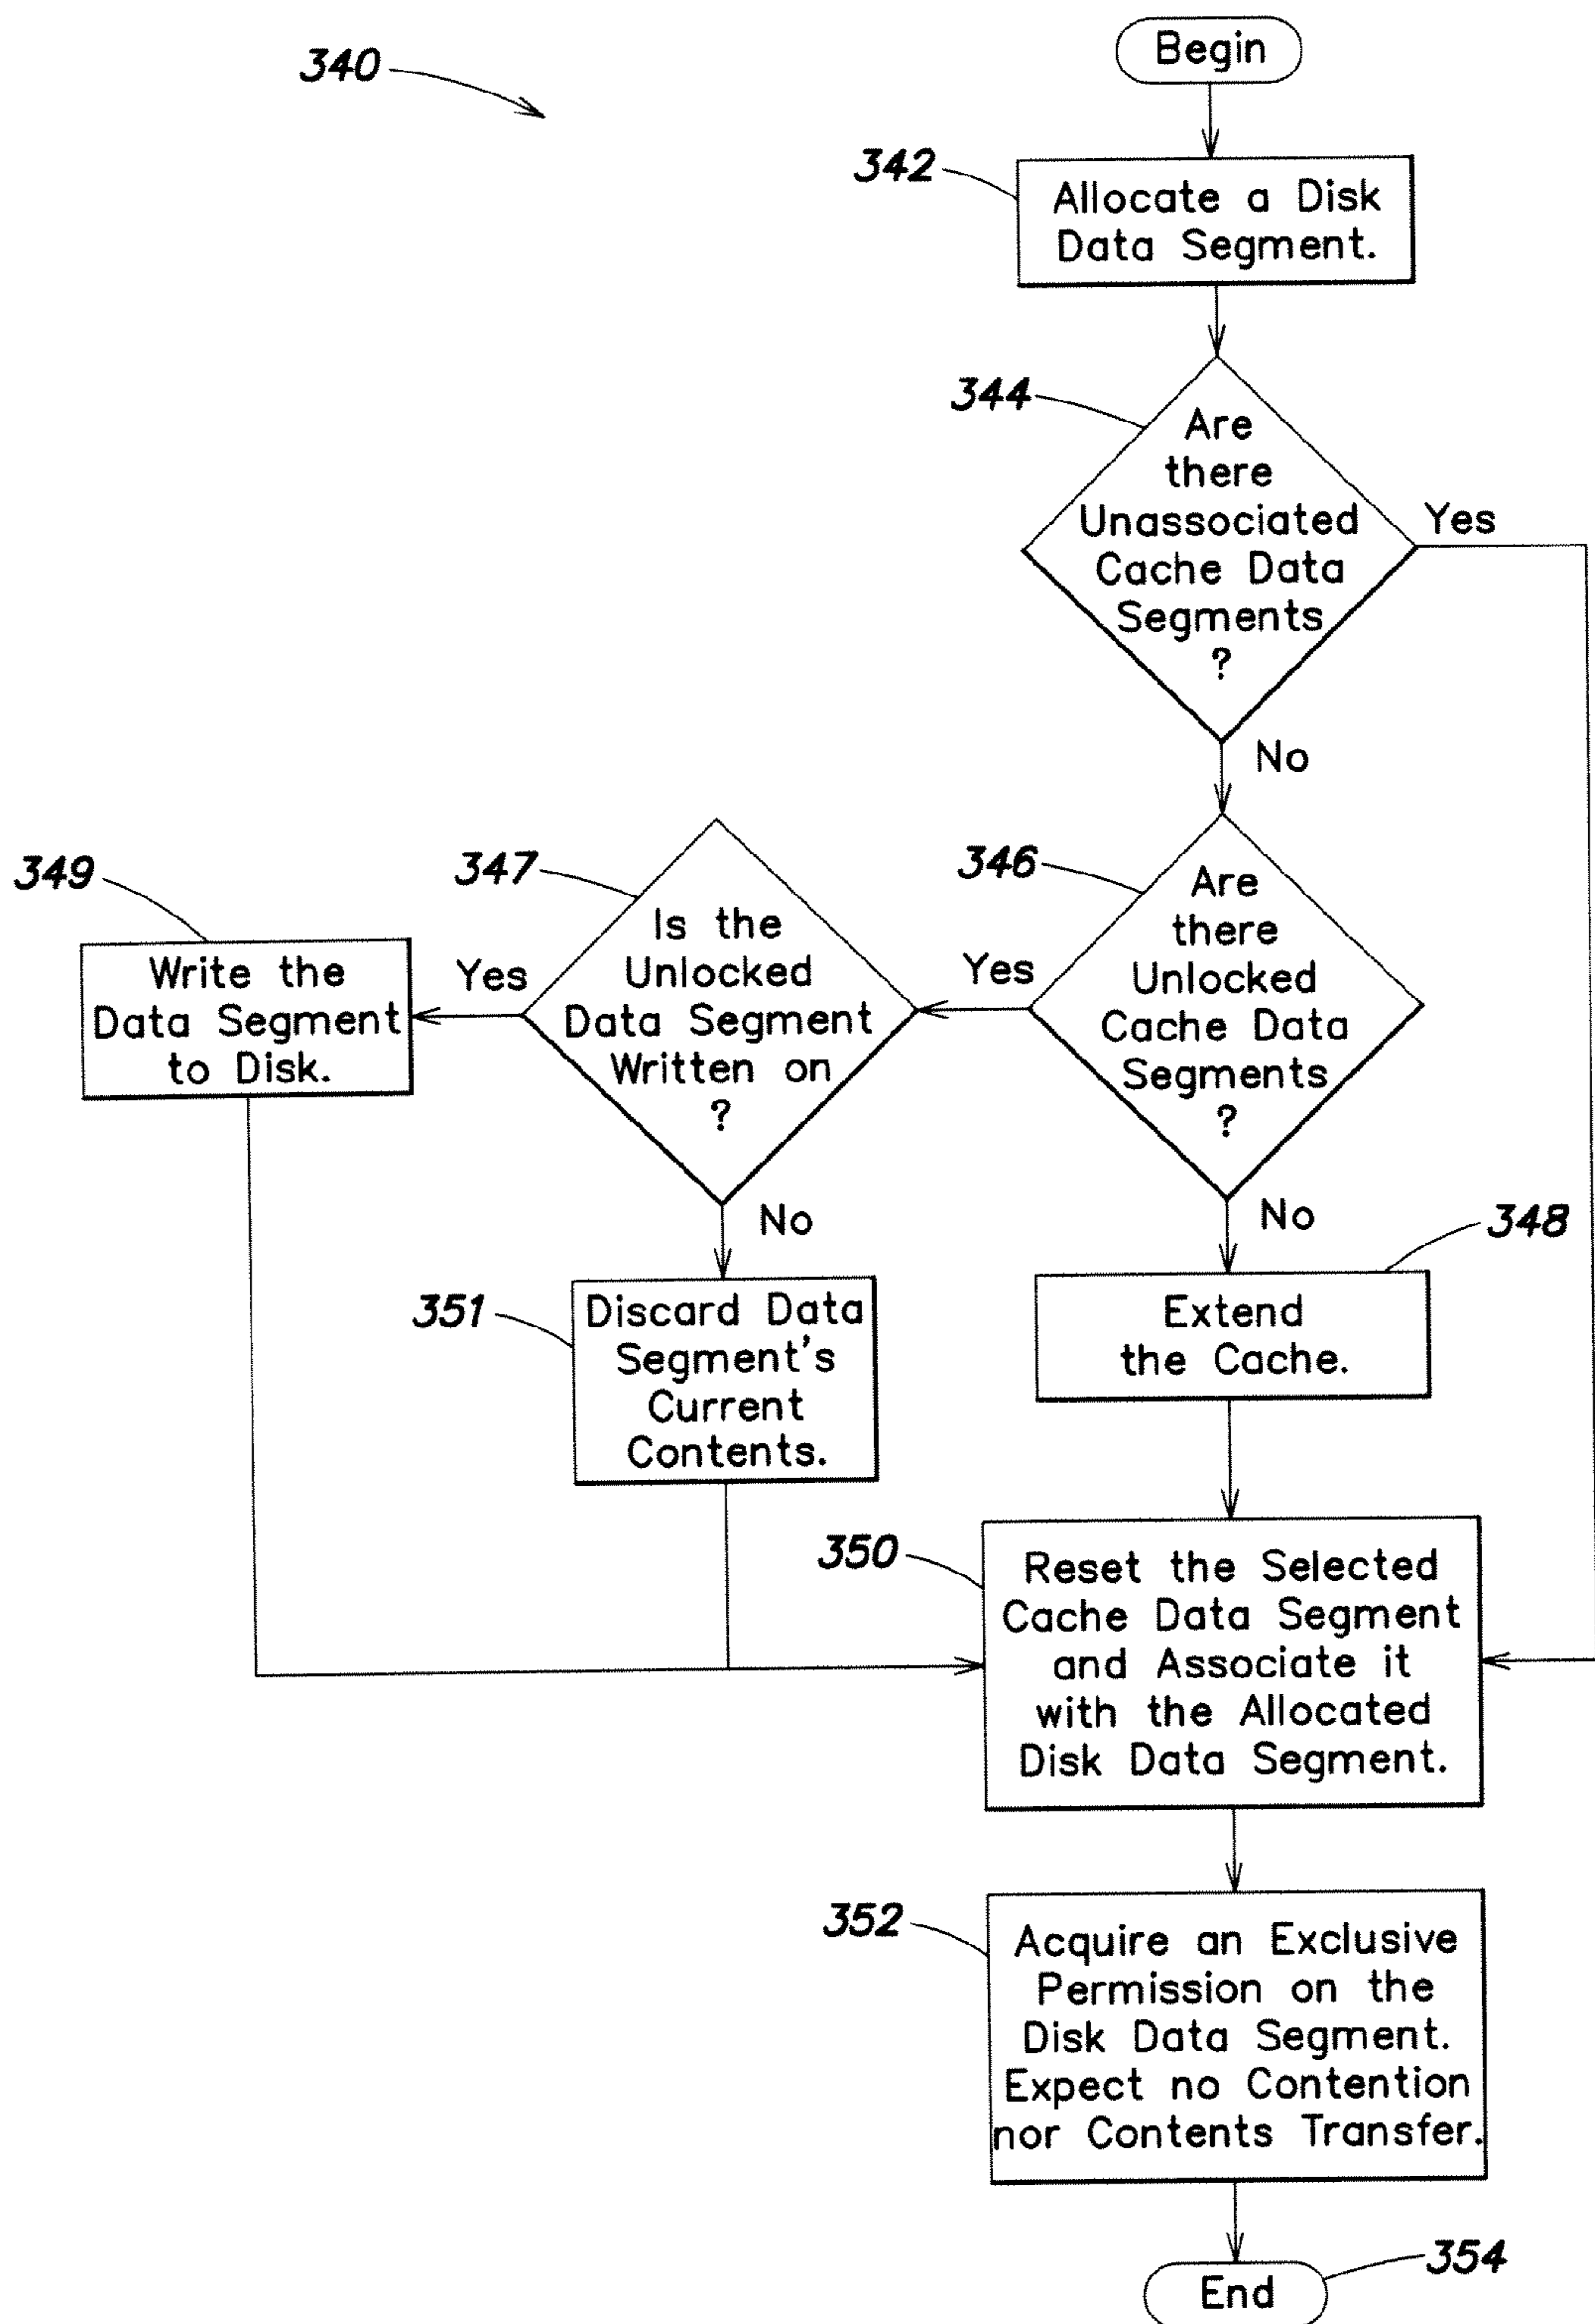 Begin
340
342
Allocate a Disk
Data Segment.
344
Are
there
Unassociated
Cache Data
Segments
?
Yes
No
346
Are
there
Unlocked
Cache Data
Segments
?
Yes
No
347
Is the
Unlocked
Data Segment
Written on
?
Yes
No
349
Write the
Data Segment
to Disk.
351
Discard Data
Segment's
Current
Contents.
348
Extend
the Cache.
350
Reset the Selected
Cache Data Segment
and Associate it
with the Allocated
Disk Data Segment.
352
Acquire an Exclusive
Permission on the
Disk Data Segment.
Expect no Contention
nor Contents Transfer.
354
End